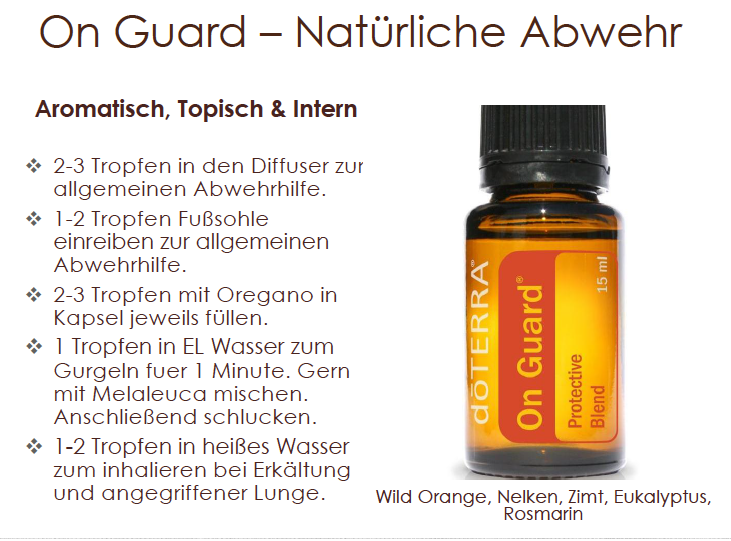 On Guard – Natürliche Abwehr
Aromatisch, Topisch & Intern
❖ 2-3 Tropfen in den Diffuser zur
allgemeinen Abwehrhilfe.
❖ 1-2 Tropfen Fußsohle
einreiben zur allgemeinen
Abwehrhilfe.
❖ 2-3 Tropfen mit Oregano in
Kapsel jeweils füllen.
❖ 1 Tropfen in EL Wasser zum
Gurgeln fuer 1 Minute. Gern
mit Melaleuca mischen.
Anschließend schlucken.
❖ 1-2 Tropfen in heißes Wasser
zum inhalieren bei Erkältung
und angegriffener Lunge.
dōTERRA®
On Guard®
Protective
Blend
15 ml
Wild Orange, Nelken, Zimt, Eukalyptus,
Rosmarin